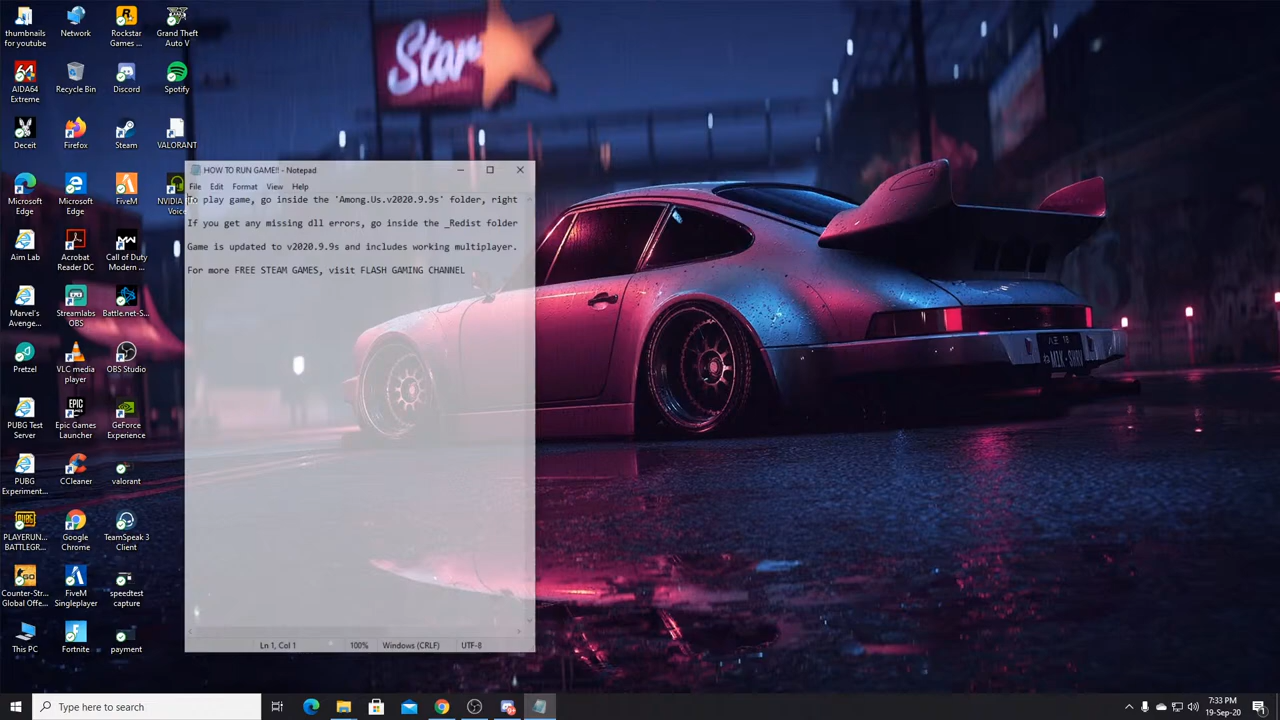 Star
thumbnails for youtube
Network
Rockstar Games ...
Grand Theft Auto V
AIDA64 Extreme
Recycle Bin
Discord
Spotify
Deceit
Firefox
Steam
VALORANT
Microsoft Edge
Microsoft Edge
FiveM
NVIDIA
Voice
HOW TO RUN GAME!! - Notepad
File Edit Format View Help
To play game, go inside the 'Among.Us.v2020.9.9s' folder, right
If you get any missing dll errors, go inside the _Redist folder
Game is updated to v2020.9.9s and includes working multiplayer.
For more FREE STEAM GAMES, visit FLASH GAMING CHANNEL
Ln 1, Col 1 100% Windows (CRLF) UTF-8
Aim Lab
Acrobat Reader DC
Call of Duty Modern ...
Marvel's Avenge...
Streamlabs OBS
Battle.net-S...
Pretzel
VLC media player
OBS Studio
PUBG Test Server
Epic Games Launcher
GeForce Experience
PUBG Experiment...
CCleaner
valorant
PLAYERUN... BATTLEGR...
Google Chrome
TeamSpeak 3 Client
Counter-Str... Global Offe...
FiveM Singleplayer
speedtest capture
This PC
Fortnite
payment
Type here to search
7:33 PM
19-Sep-20